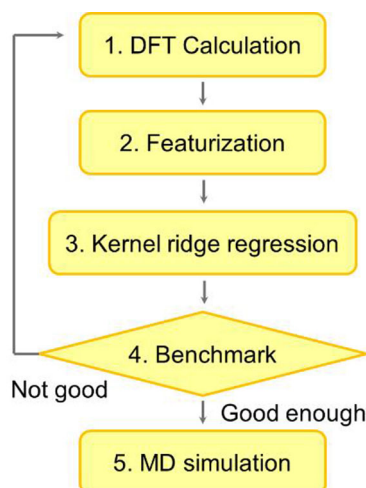 1. DFT Calculation
2. Featurization
3. Kernel ridge regression
4. Benchmark
Not good
Good enough
5. MD simulation